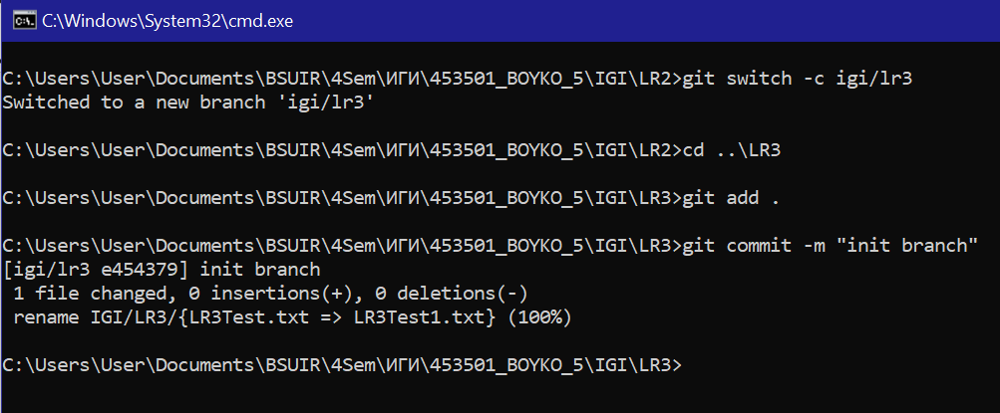 C:\Windows\System32\cmd.exe
C:\Users\User\Documents\BSUIR\4Sem\ИГИ\453501_BOYKO_5\IGI\LR2>git switch -c igi/lr3
Switched to a new branch 'igi/lr3'
C:\Users\User\Documents\BSUIR\4Sem\ИГИ\453501_BOYKO_5\IGI\LR2>cd ..\LR3
C:\Users\User\Documents\BSUIR\4Sem\ИГИ\453501_BOYKO_5\IGI\LR3>git add .
C:\Users\User\Documents\BSUIR\4Sem\ИГИ\453501_BOYKO_5\IGI\LR3>git commit -m "init branch"
[igi/lr3 e454379] init branch
 1 file changed, 0 insertions(+), 0 deletions(-)
 rename IGI/LR3/{LR3Test.txt => LR3Test1.txt} (100%)
C:\Users\User\Documents\BSUIR\4Sem\ИГИ\453501_BOYKO_5\IGI\LR3>